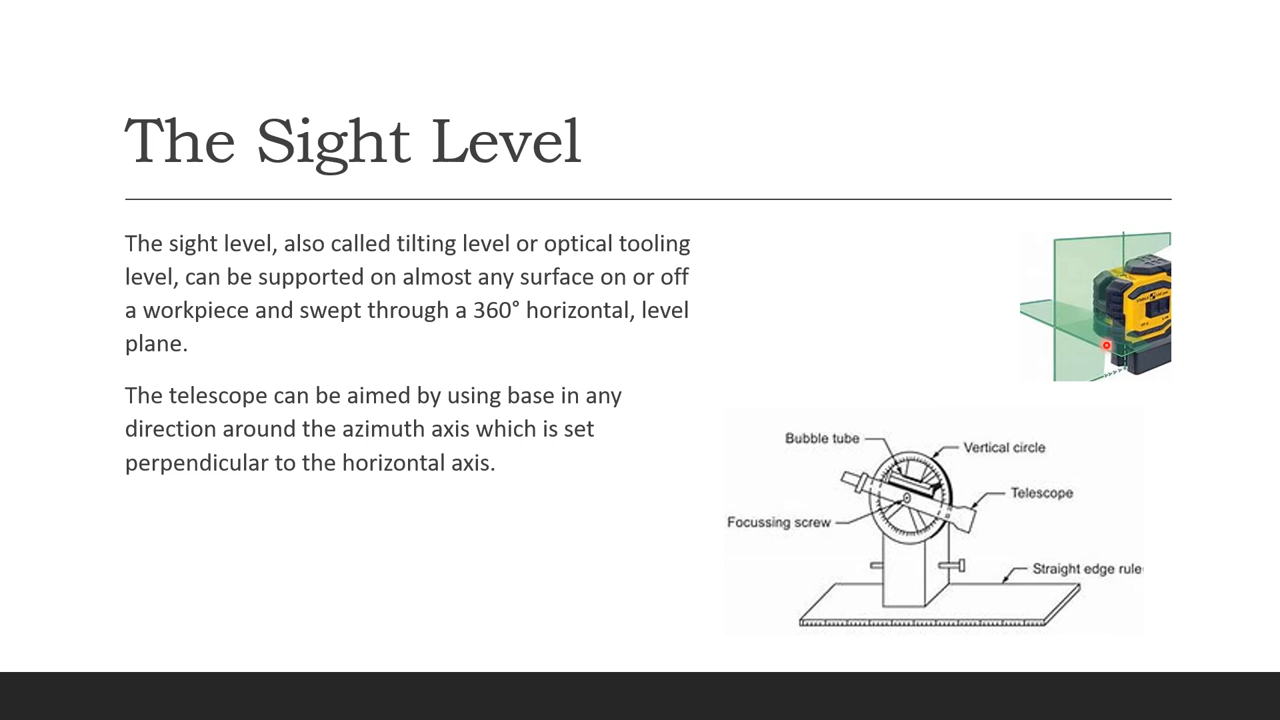 The Sight Level
The sight level, also called tilting level or optical tooling
level, can be supported on almost any surface on or off
a workpiece and swept through a 360° horizontal, level
plane.
The telescope can be aimed by using base in any
direction around the azimuth axis which is set
perpendicular to the horizontal axis.
Bubble tube
Vertical circle
Telescope
Focussing screw
Straight edge rule